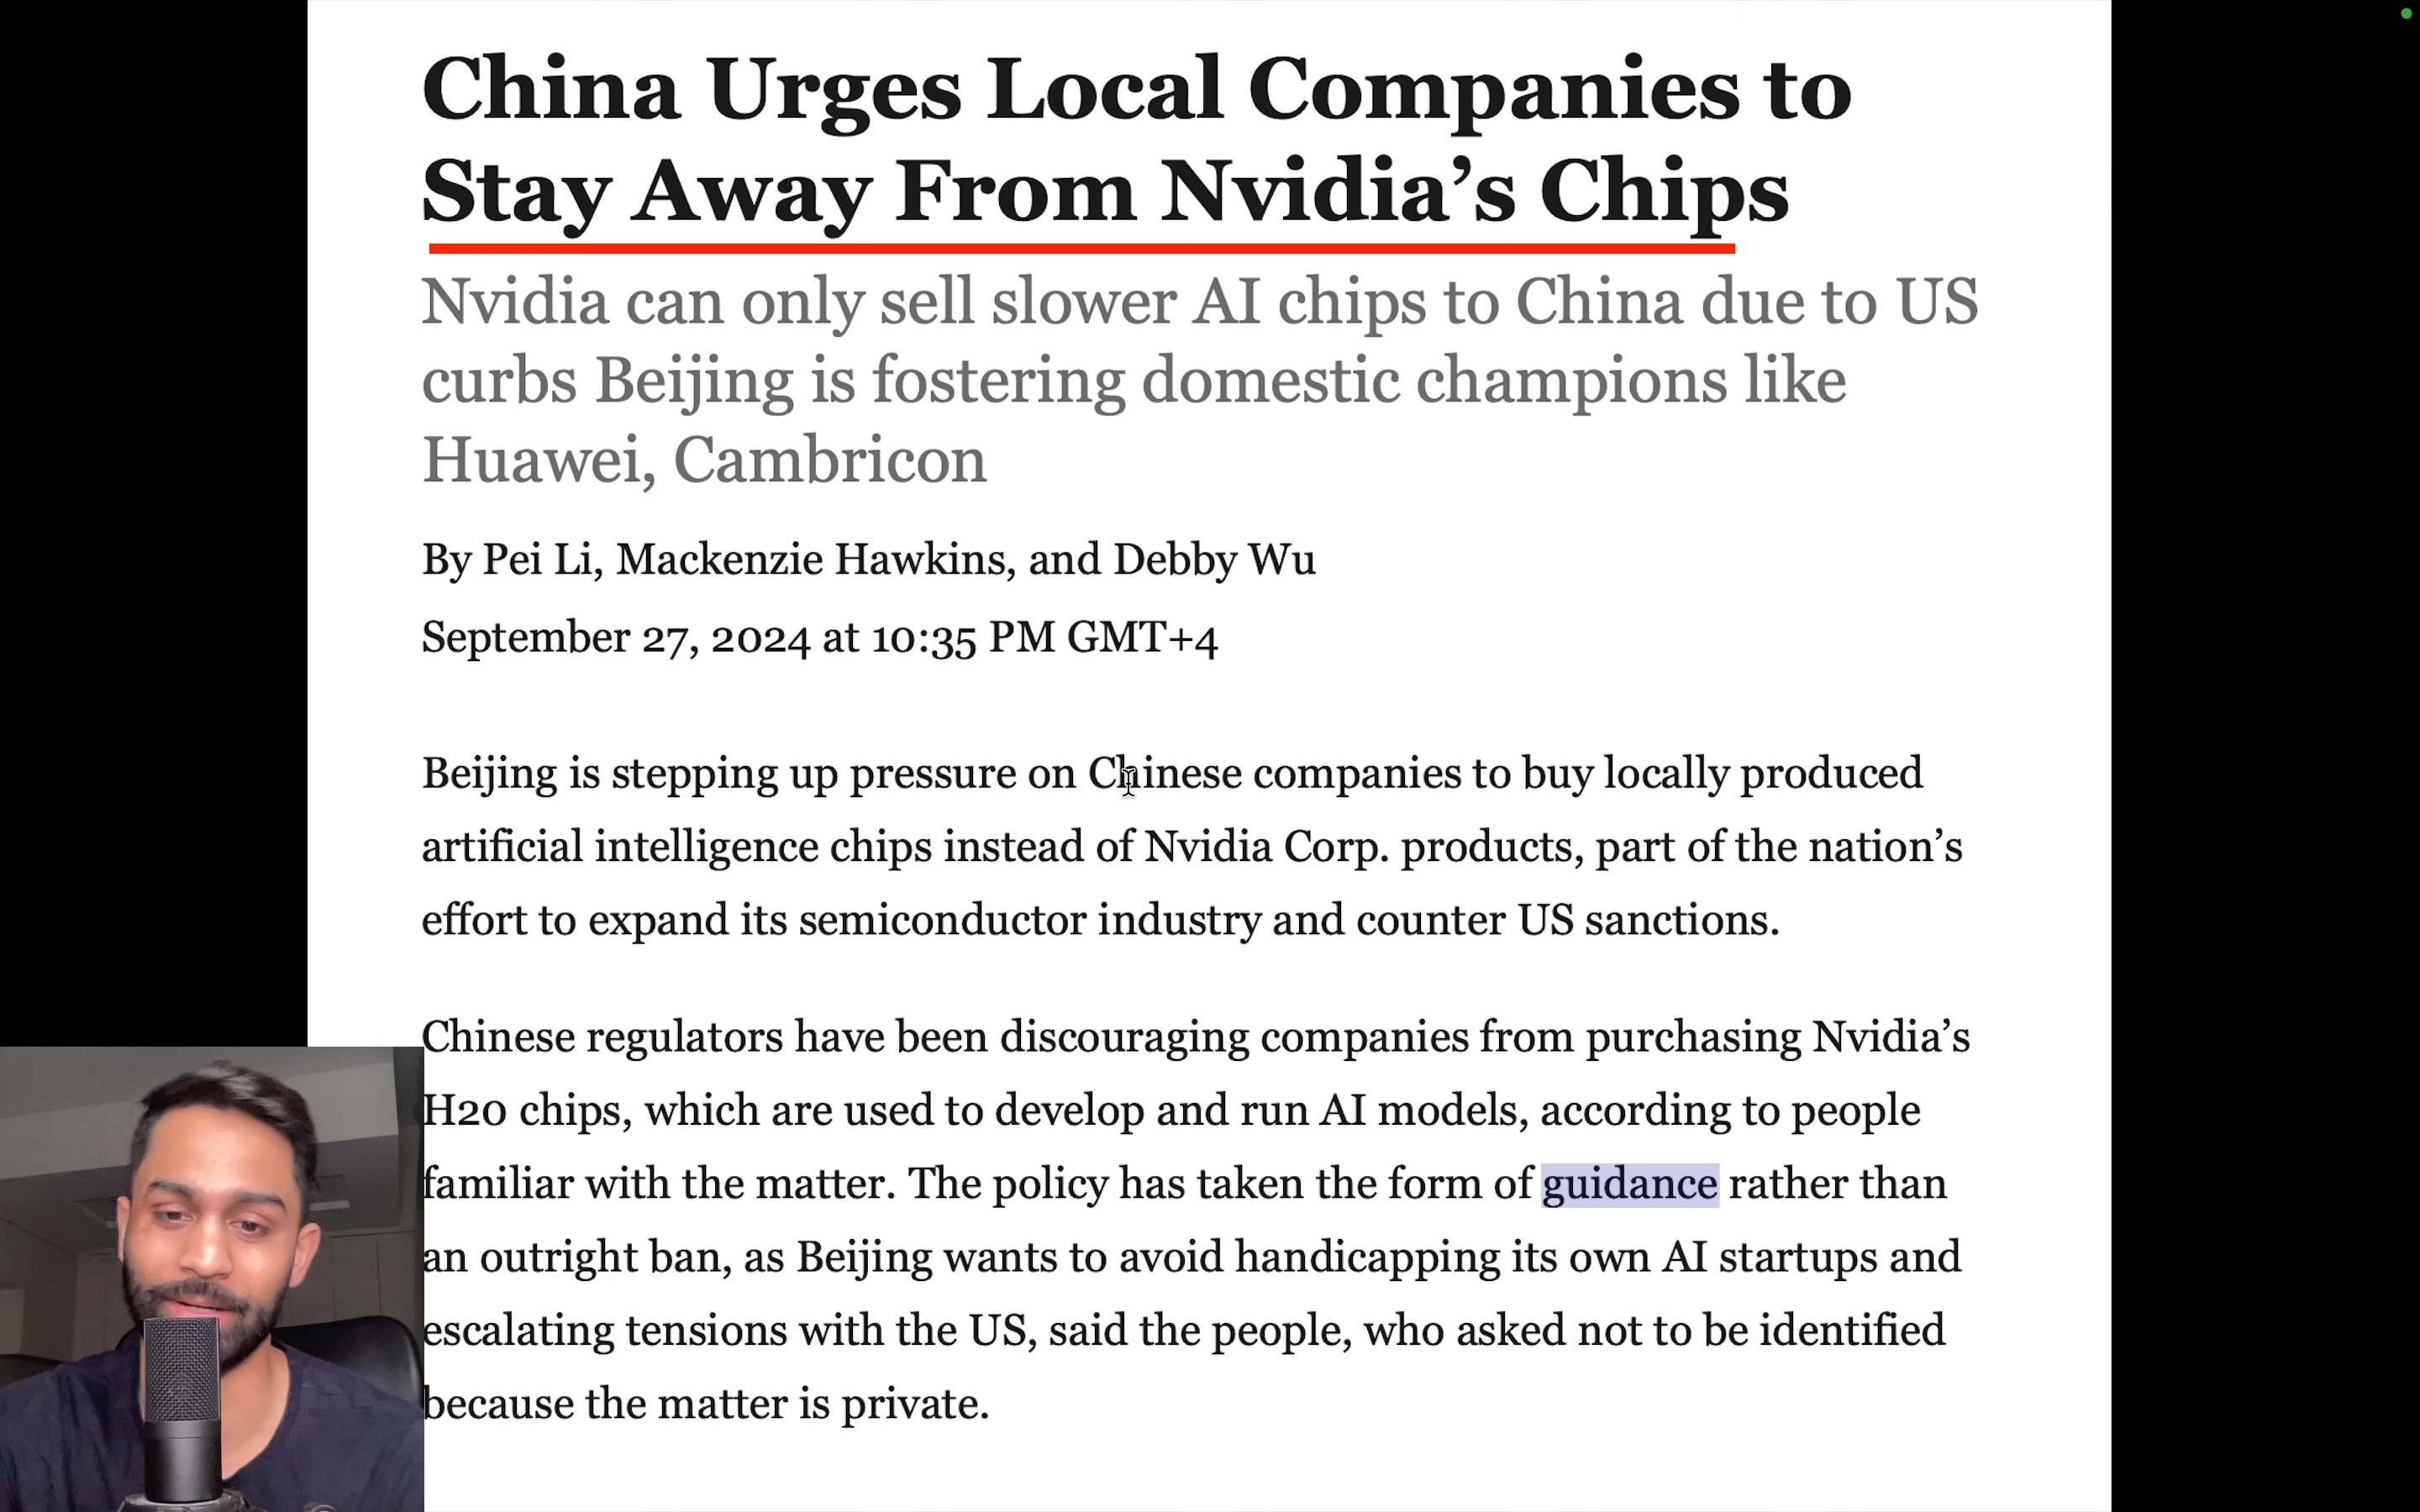 China Urges Local Companies to
Stay Away From Nvidia’s Chips
Nvidia can only sell slower AI chips to China due to US
curbs Beijing is fostering domestic champions like
Huawei, Cambricon
By Pei Li, Mackenzie Hawkins, and Debby Wu
September 27, 2024 at 10:35 PM GMT+4
Beijing is stepping up pressure on Chinese companies to buy locally produced
artificial intelligence chips instead of Nvidia Corp. products, part of the nation’s
effort to expand its semiconductor industry and counter US sanctions.
Chinese regulators have been discouraging companies from purchasing Nvidia’s
H20 chips, which are used to develop and run AI models, according to people
familiar with the matter. The policy has taken the form of guidance rather than
an outright ban, as Beijing wants to avoid handicapping its own AI startups and
escalating tensions with the US, said the people, who asked not to be identified
because the matter is private.